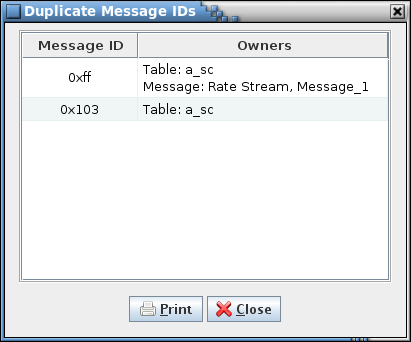 Duplicate Message IDs
Message ID Owners
0xff
Table: a_sc
Message: Rate Stream, Message_1
0x103 Table: a_sc
Print Close